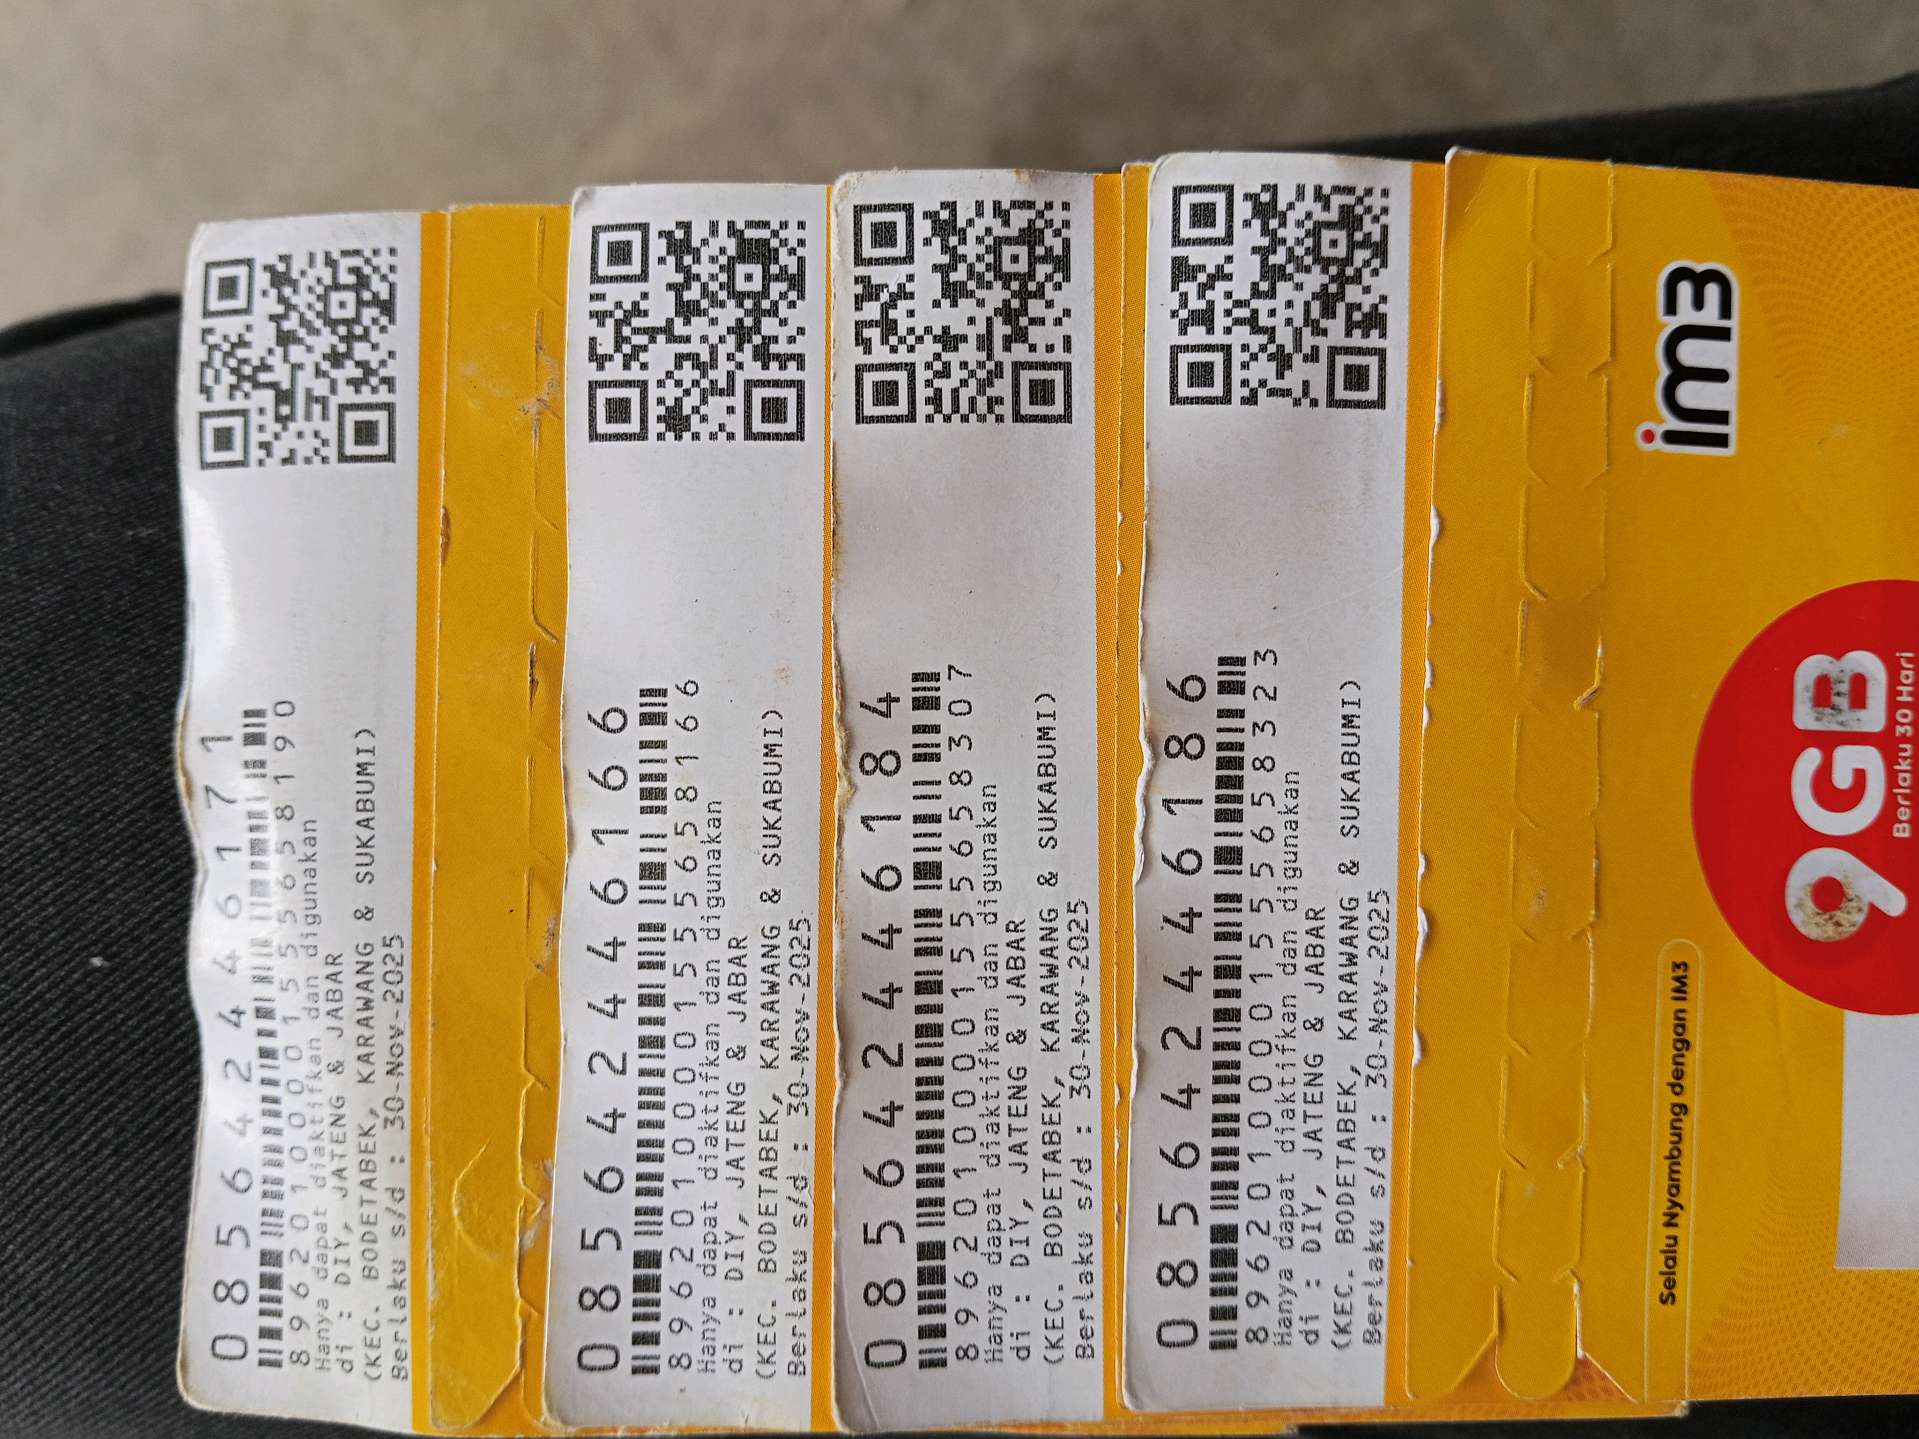 085642446171
8962010000155658190
Hanya dapat diaktifkan dan digunakan
di : DIY, JATENG & JABAR
(KEC. BODETABEK, KARAWANG & SUKABUMI)
Berlaku s/d : 30-Nov-2025
085642446166
8962010000155658166
Hanya dapat diaktifkan dan digunakan
di : DIY, JATENG & JABAR
(KEC. BODETABEK, KARAWANG & SUKABUMI)
Berlaku s/d : 30-Nov-2025
085642446184
8962010000155658307
Hanya dapat diaktifkan dan digunakan
di : DIY, JATENG & JABAR
(KEC. BODETABEK, KARAWANG & SUKABUMI)
Berlaku s/d : 30-Nov-2025
085642446186
8962010000155658323
Hanya dapat diaktifkan dan digunakan
di : DIY, JATENG & JABAR
(KEC. BODETABEK, KARAWANG & SUKABUMI)
Berlaku s/d : 30-Nov-2025
Selalu Nyambung dengan IM3
im3
9GB
Berlaku 30 Hari